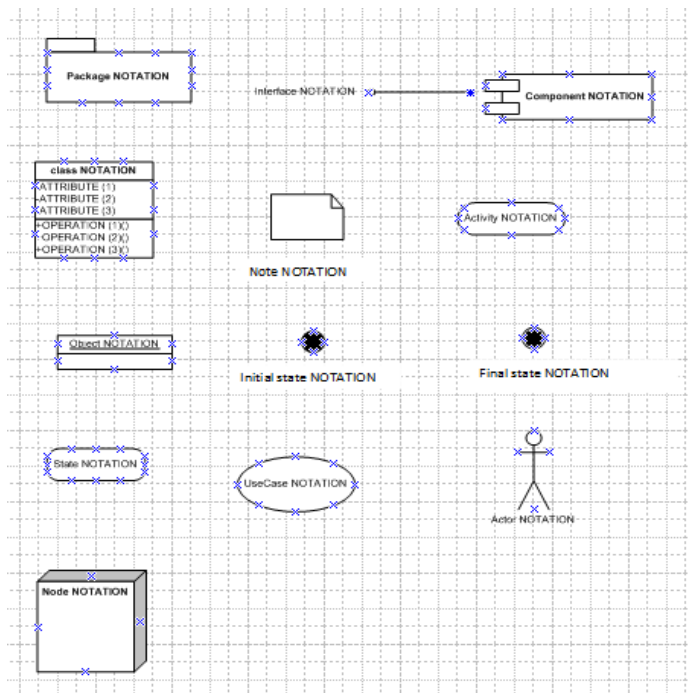 Package NOTATION
Interface NOTATION
Component NOTATION
class NOTATION
-ATTRIBUTE (1)
-ATTRIBUTE (2)
-ATTRIBUTE (3)
+OPERATION (1)()
+OPERATION (2)()
+OPERATION (3)()
Note NOTATION
Activity NOTATION
Object NOTATION
Initial state NOTATION
Final state NOTATION
State NOTATION
UseCase NOTATION
Actor NOTATION
Node NOTATION